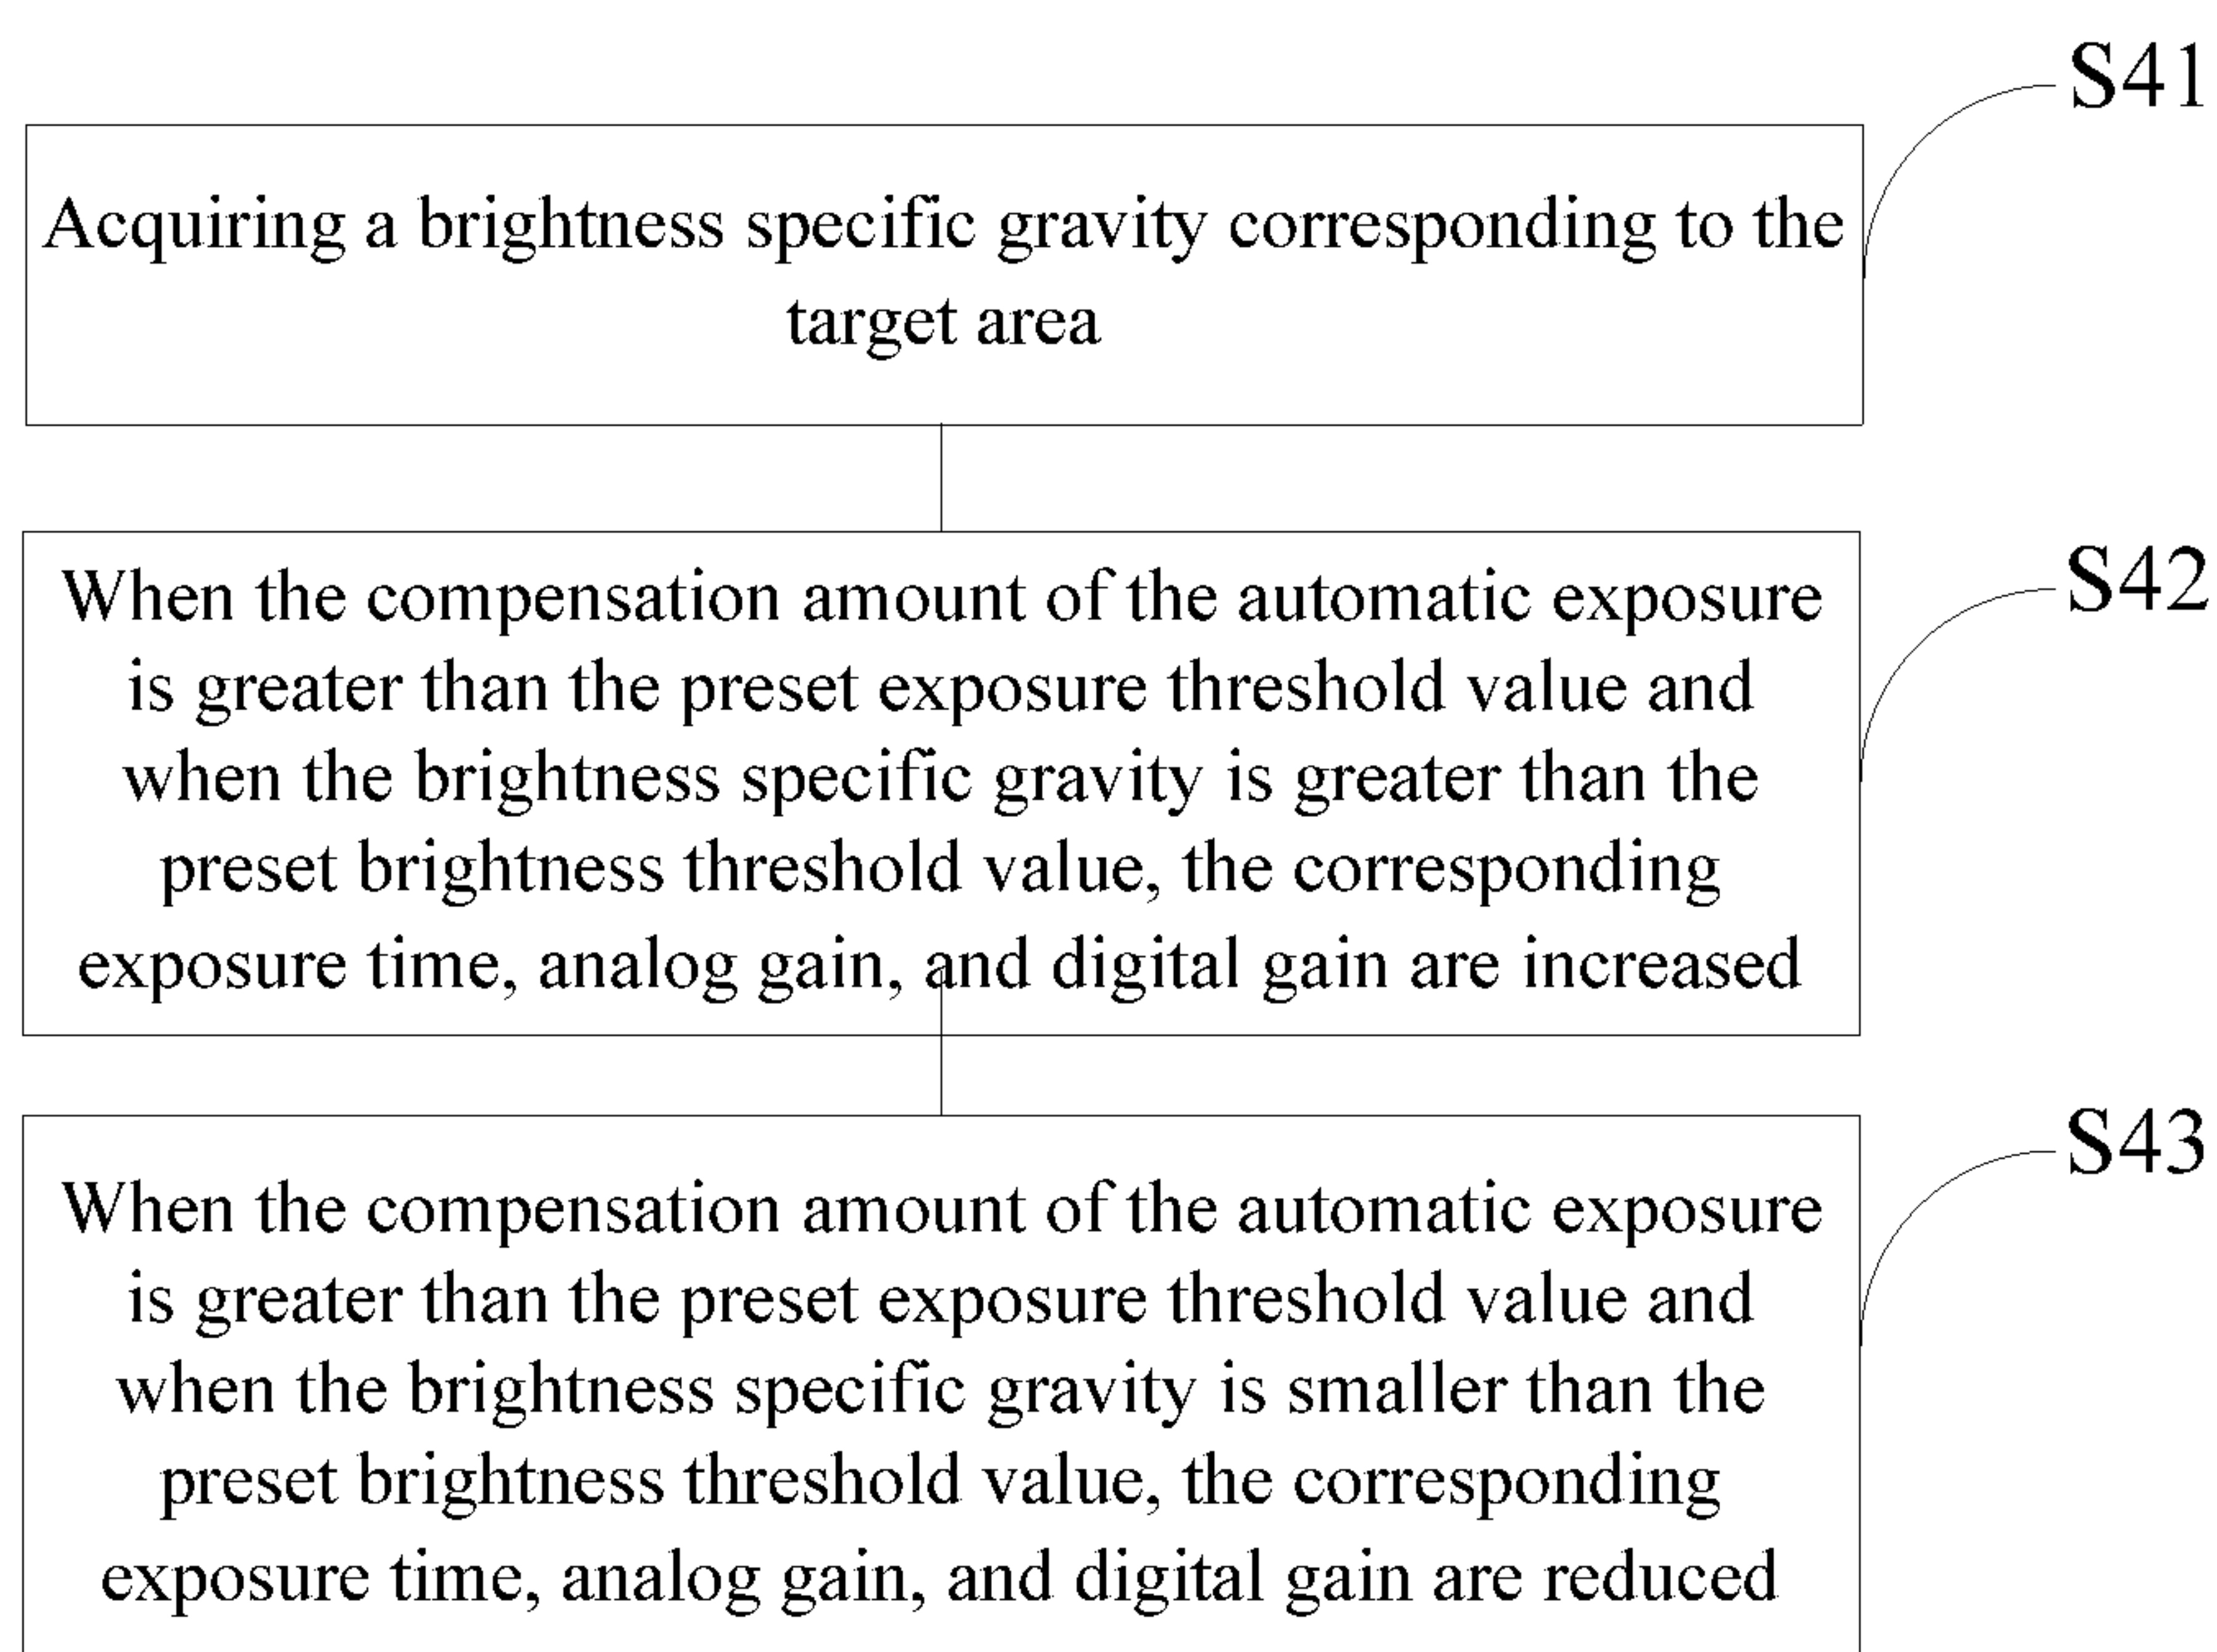 S41
Acquiring a brightness specific gravity corresponding to the
target area
S42
When the compensation amount of the automatic exposure
is greater than the preset exposure threshold value and
when the brightness specific gravity is greater than the
preset brightness threshold value, the corresponding
exposure time, analog gain, and digital gain are increased
S43
When the compensation amount of the automatic exposure
is greater than the preset exposure threshold value and
when the brightness specific gravity is smaller than the
preset brightness threshold value, the corresponding
exposure time, analog gain, and digital gain are reduced